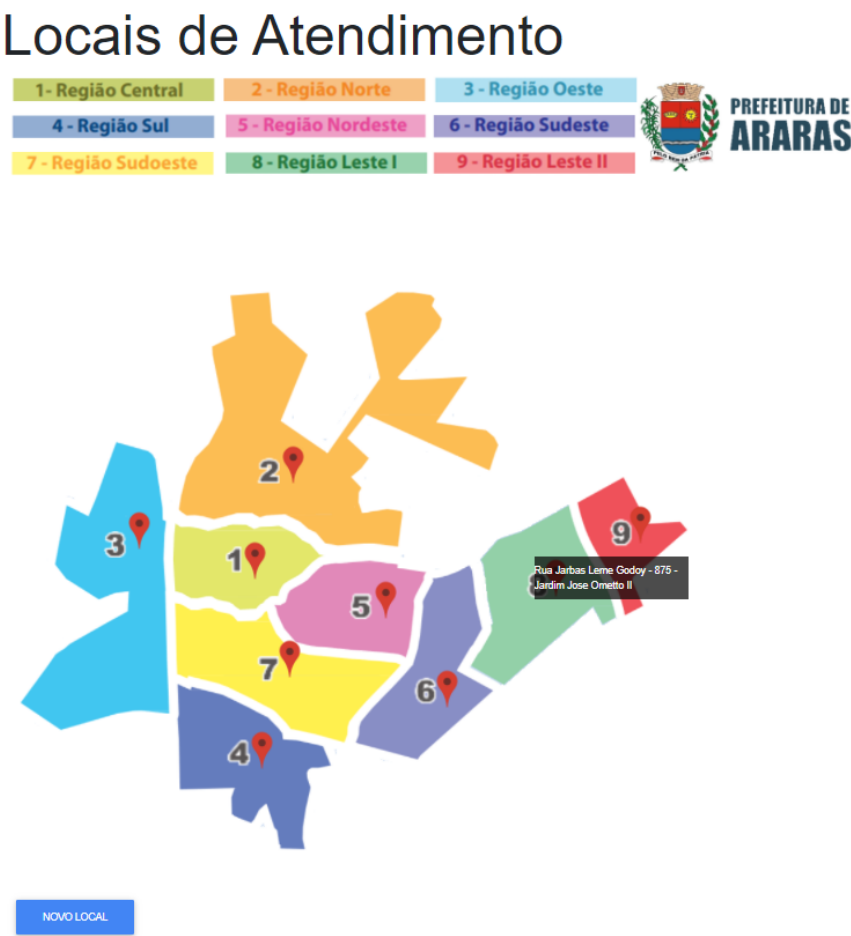 Locais de Atendimento
1- Região Central
2 - Região Norte
3 - Região Oeste
4 - Região Sul
5 - Região Nordeste
6 - Região Sudeste
7 - Região Sudoeste
8 - Região Leste I
9 - Região Leste II
PREFEITURA DE
ARARAS
2
3
1
9
Rua Jarbas Leme Godoy - 875 -
Jardim Jose Ometto II
8
5
7
6
4
NOVO LOCAL